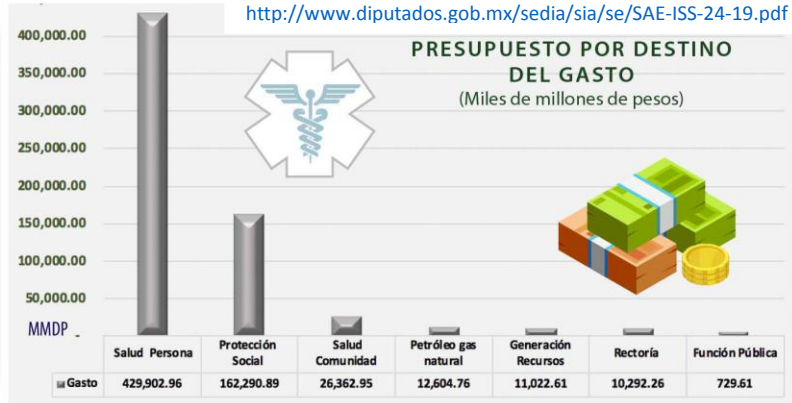 http://www.diputados.gob.mx/sedia/sia/se/SAE-ISS-24-19.pdf
PRESUPUESTO POR DESTINO
DEL GASTO
(Miles de millones de pesos)
400,000.00
350,000.00
300,000.00
250,000.00
200,000.00
150,000.00
100,000.00
50,000.00
MMDP -
Salud Persona
Protección
Social
Salud
Comunidad
Petróleo gas
natural
Generación
Recursos
Rectoría
Función Pública
Gasto 429,902.96 162,290.89 26,362.95 12,604.76 11,022.61 10,292.26 729.61